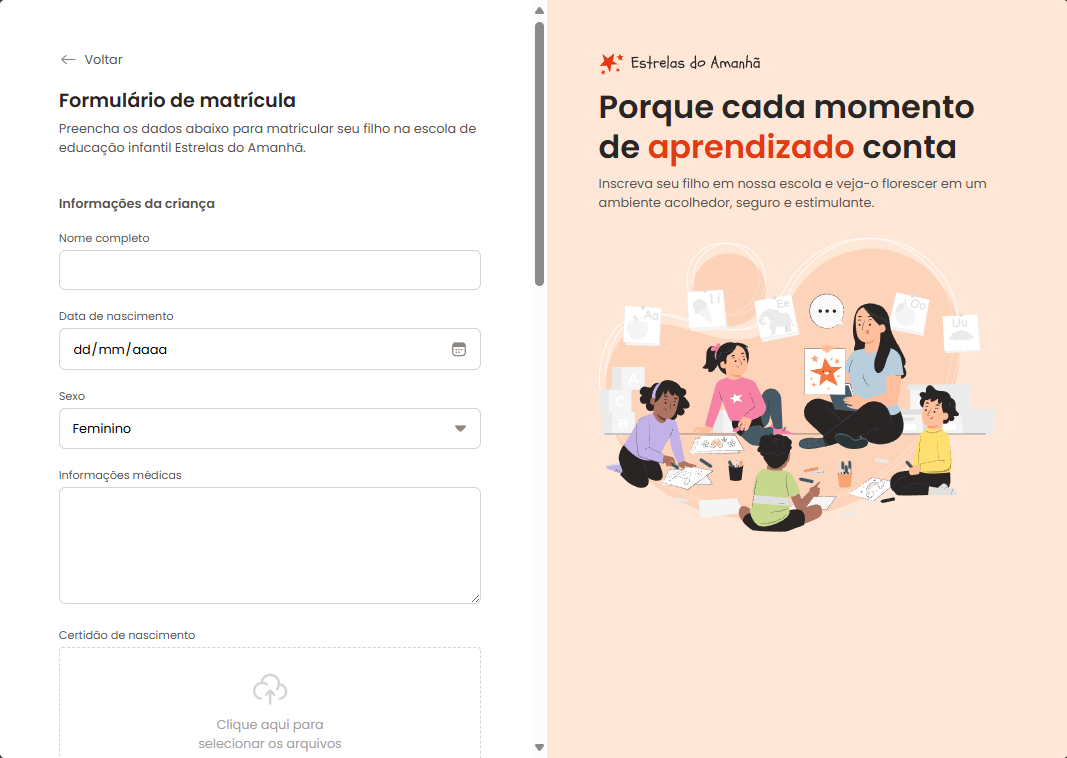 Voltar
Formulário de matrícula
Preencha os dados abaixo para matricular seu filho na escola de
educação infantil Estrelas do Amanhã.
Informações da criança
Nome completo
Data de nascimento
dd/mm/aaaa
Sexo
Feminino
Informações médicas
Certidão de nascimento
Clique aqui para
selecionar os arquivos
Estrelas do Amanhã
Porque cada momento
de aprendizado conta
Inscreva seu filho em nossa escola e veja-o florescer em um
ambiente acolhedor, seguro e estimulante.
Aa
Ii
Ee
Oo
Uu
A
C
B